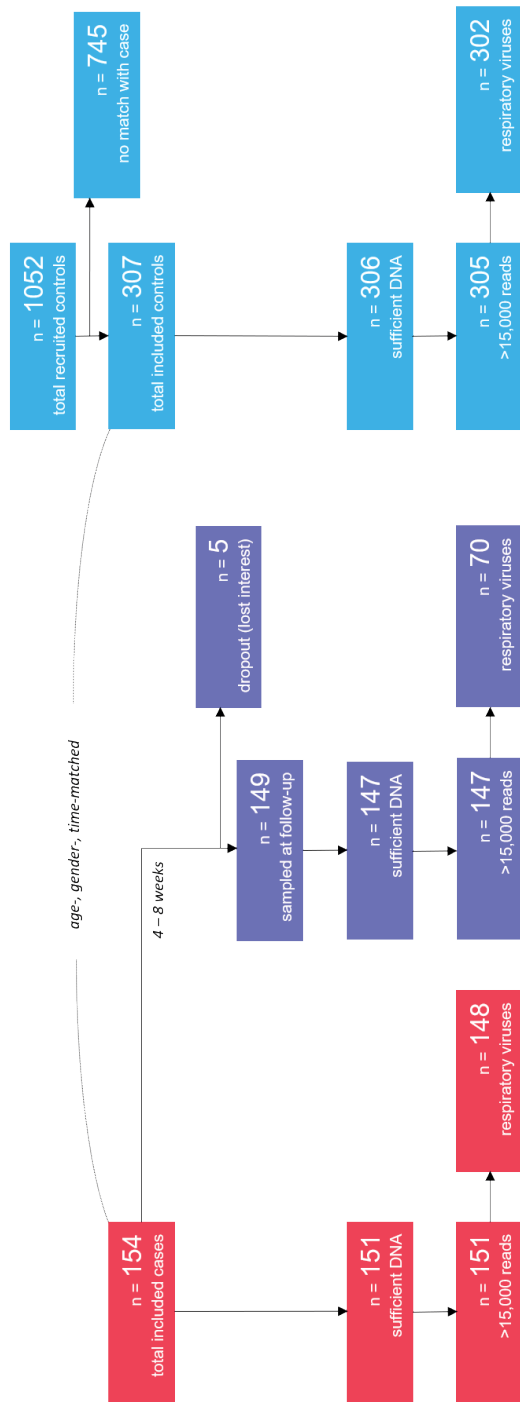 n = 1052
total recruited controls
n = 745
no match with case
age-, gender-, time-matched
n = 154
total included cases
n = 307
total included controls
4 – 8 weeks
n = 5
dropout (lost interest)
n = 149
sampled at follow-up
n = 151
sufficient DNA
n = 147
sufficient DNA
n = 306
sufficient DNA
n = 151
>15,000 reads
n = 148
respiratory viruses
n = 147
>15,000 reads
n = 70
respiratory viruses
n = 305
>15,000 reads
n = 302
respiratory viruses